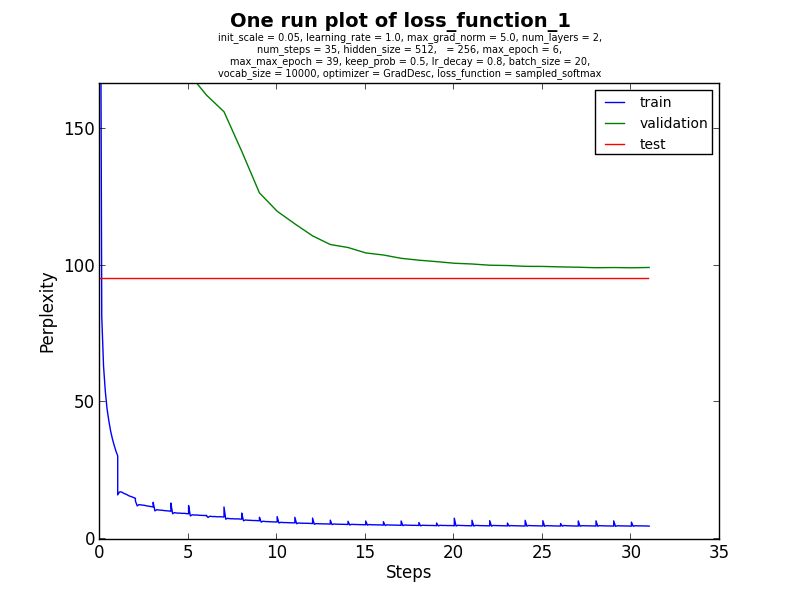 One run plot of loss_function_1
init_scale = 0.05, learning_rate = 1.0, max_grad_norm = 5.0, num_layers = 2,
num_steps = 35, hidden_size = 512,   = 256, max_epoch = 6,
max_max_epoch = 39, keep_prob = 0.5, lr_decay = 0.8, batch_size = 20,
vocab_size = 10000, optimizer = GradDesc, loss_function = sampled_softmax
train
validation
test
150
100
50
0
Perplexity
0 5 10 15 20 25 30 35
Steps